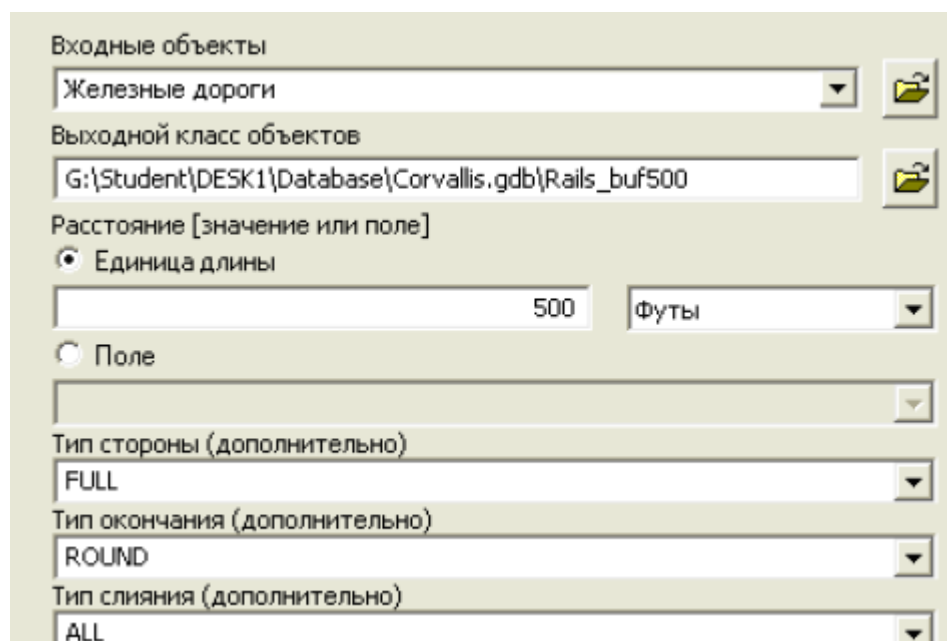 Входные объекты
Железные дороги
Выходной класс объектов
G:\Student\DESK1\Database\Corvallis.gdb\Rails_buf500
Расстояние [значение или поле]
Единица длины
500 Футы
Поле
Тип стороны (дополнительно)
FULL
Тип окончания (дополнительно)
ROUND
Тип слияния (дополнительно)
ALL